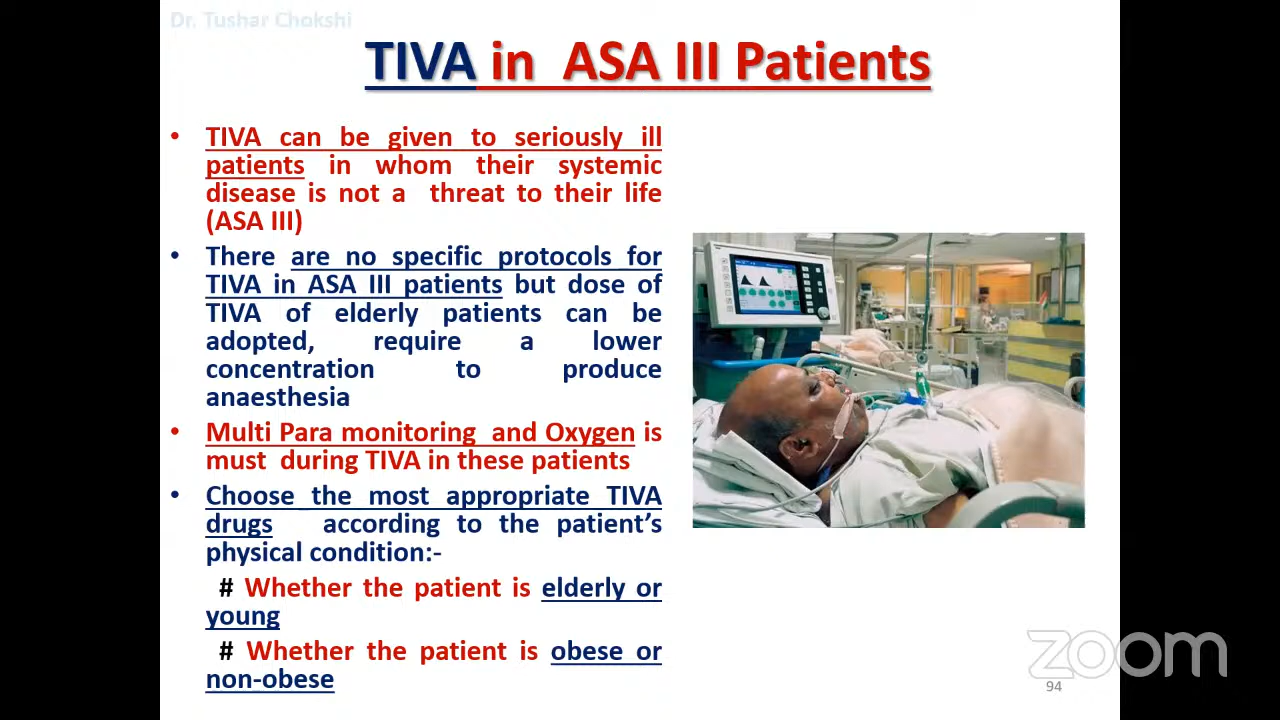 Dr. Tushar Chokshi
TIVA in ASA III Patients
• TIVA can be given to seriously ill
patients in whom their systemic
disease is not a threat to their life
(ASA III)
• There are no specific protocols for
TIVA in ASA III patients but dose of
TIVA of elderly patients can be
adopted, require a lower
concentration to produce
anaesthesia
• Multi Para monitoring and Oxygen is
must during TIVA in these patients
• Choose the most appropriate TIVA
drugs according to the patient's
physical condition:-
# Whether the patient is elderly or
young
# Whether the patient is obese or
non-obese
zoom
94